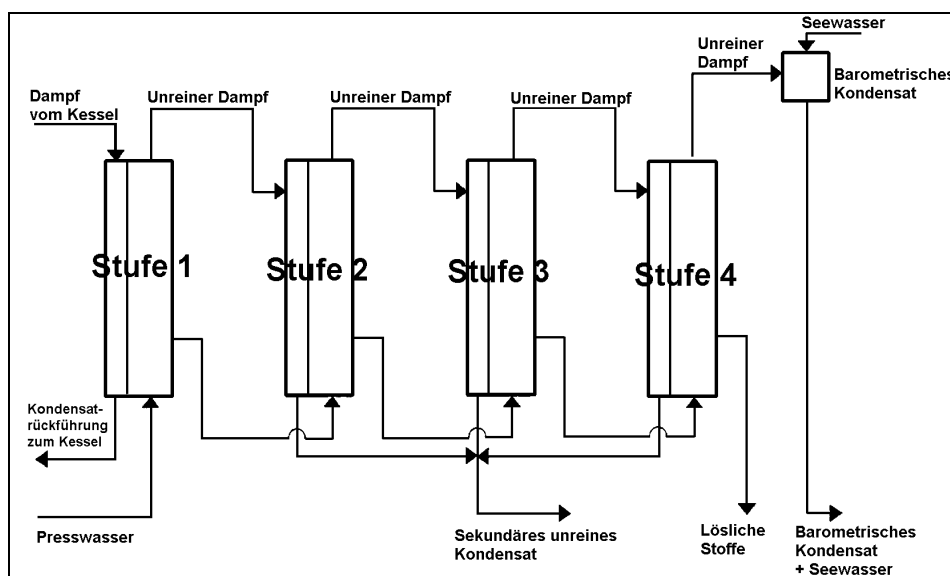 Seewasser
Unreiner
Dampf
Barometrisches
Kondensat
Dampf
vom Kessel
Unreiner Dampf
Unreiner Dampf
Unreiner Dampf
Stufe 1
Stufe 2
Stufe 3
Stufe 4
Kondensat-
rückführung
zum Kessel
Presswasser
Sekundäres unreines
Kondensat
Lösliche
Stoffe
Barometrisches
Kondensat
+ Seewasser